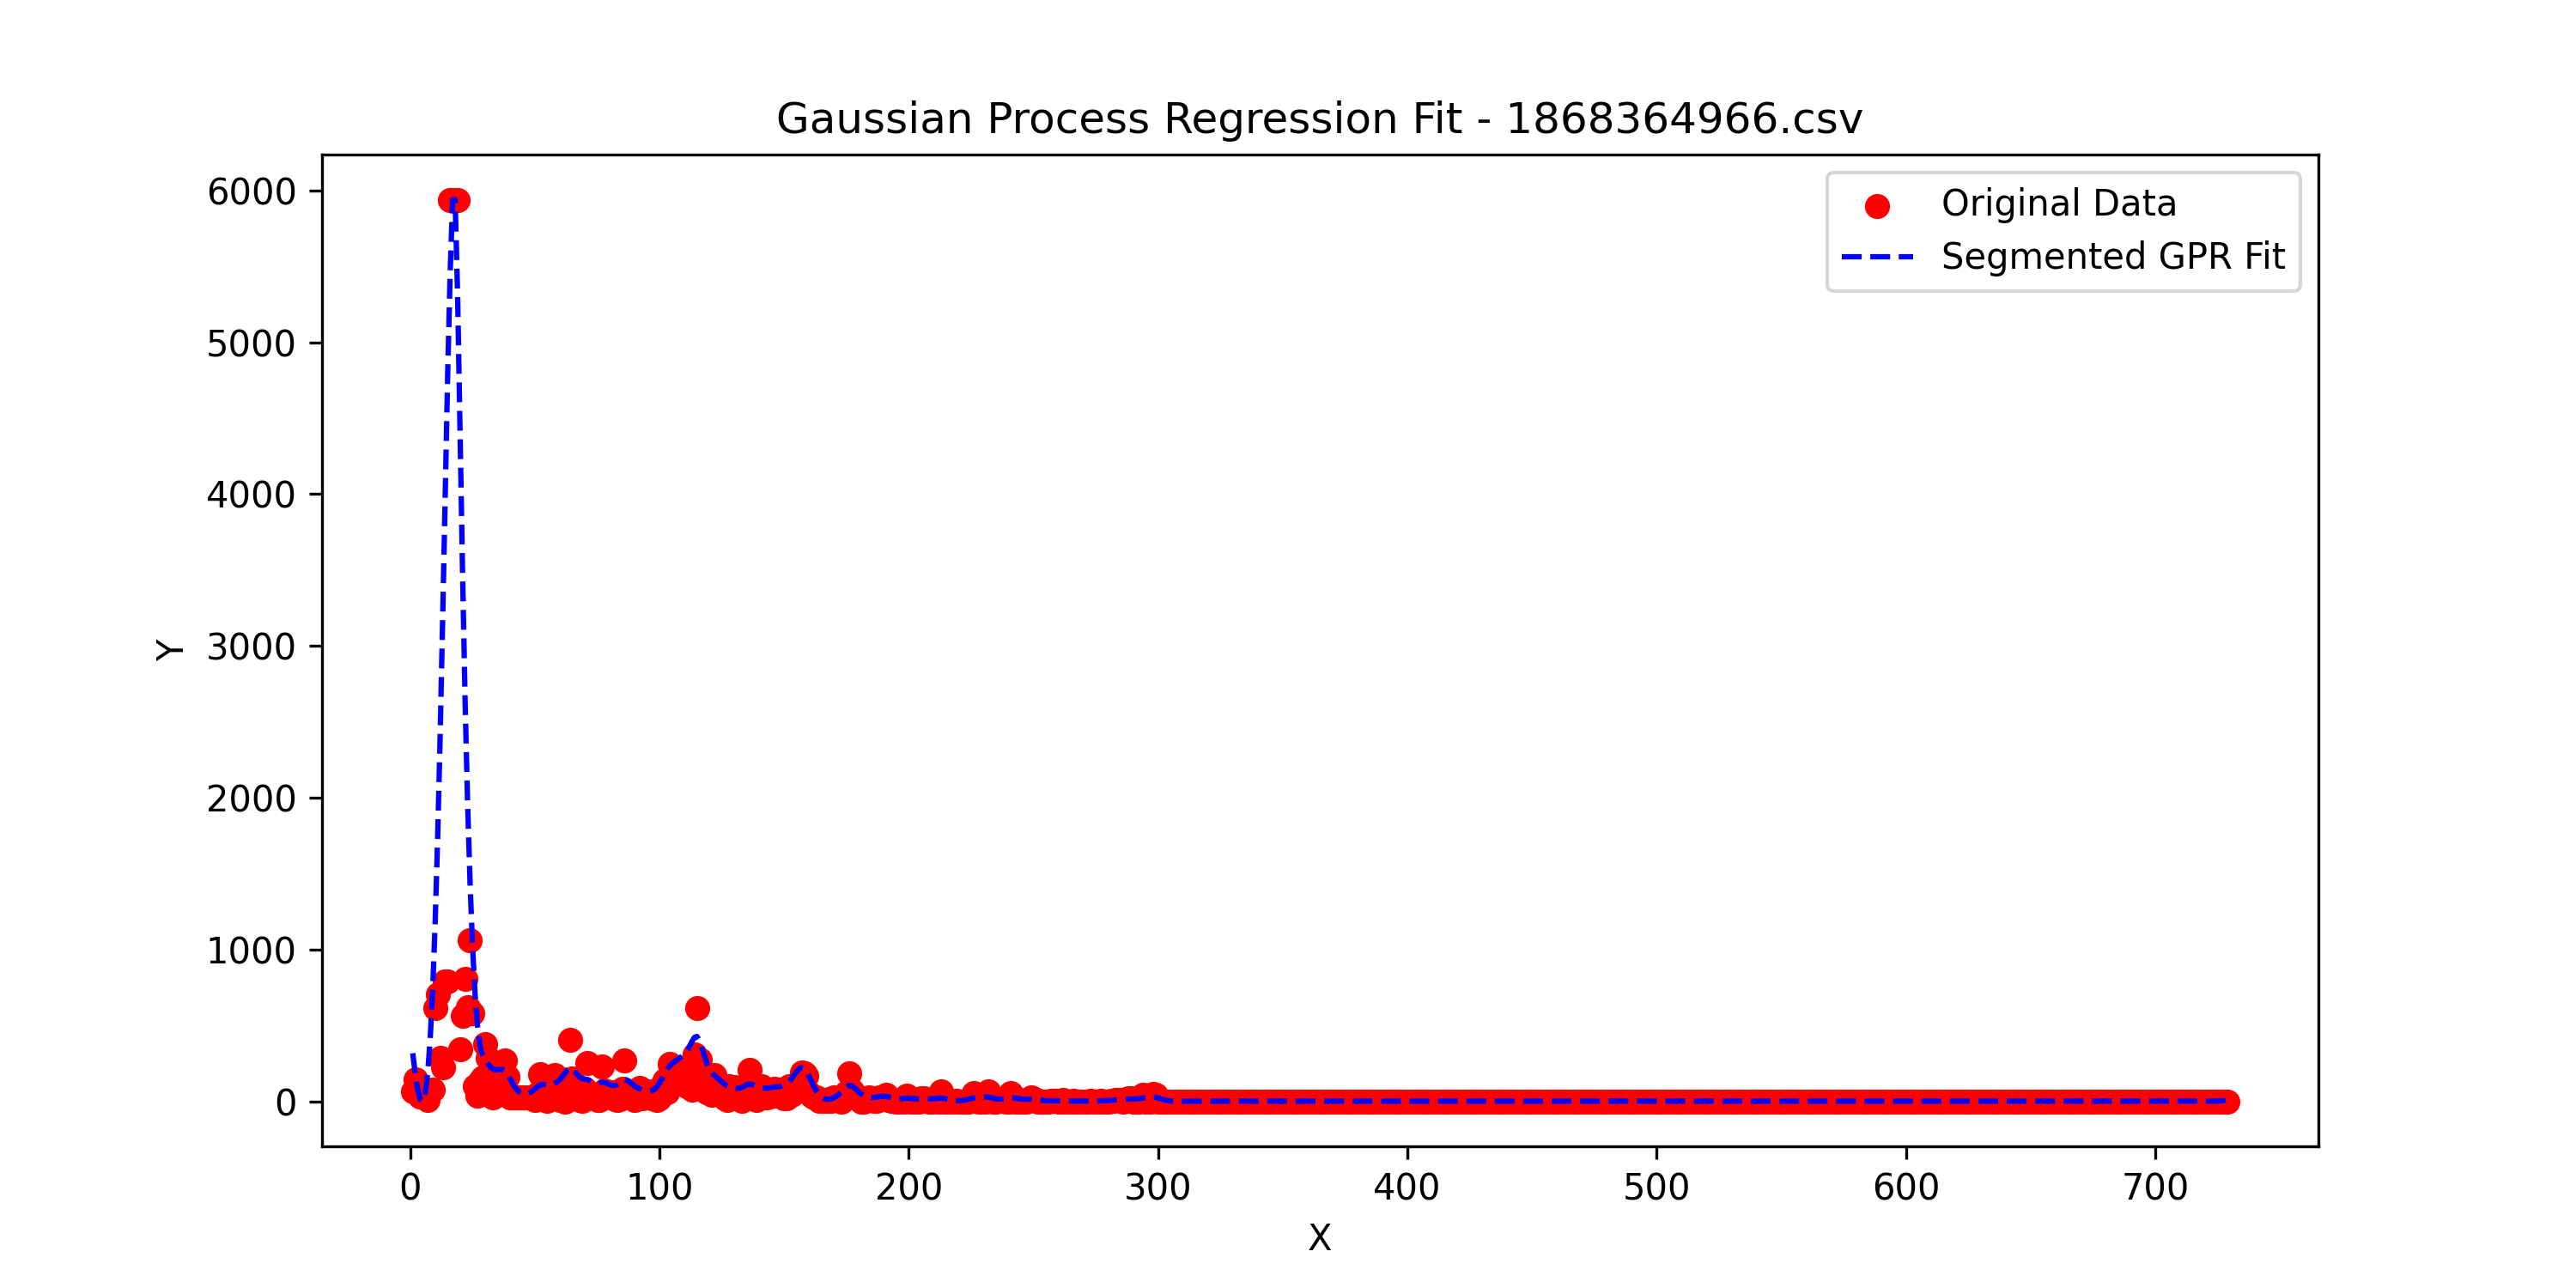 Gaussian Process Regression Fit - 1868364966.csv
Original Data
Segmented GPR Fit
6000
5000
4000
3000
2000
1000
0
Y
0 100 200 300 400 500 600 700
X